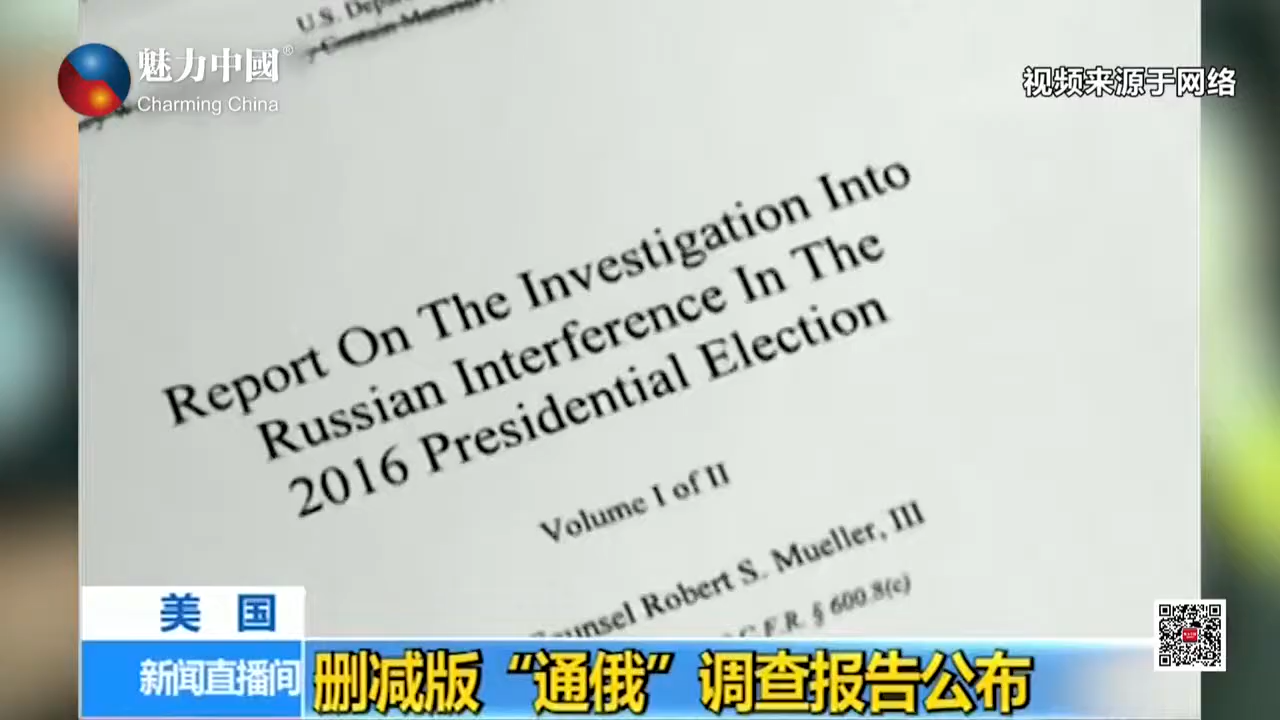 魅力中國®
Charming China
视频来源于网络
U.S.
Report On The Investigation Into
Russian Interference In The
2016 Presidential Election
Volume I of II
Robert S. Mueller, III
§ 600.8(c)
美 国
新闻直播间
删减版“通俄”调查报告公布